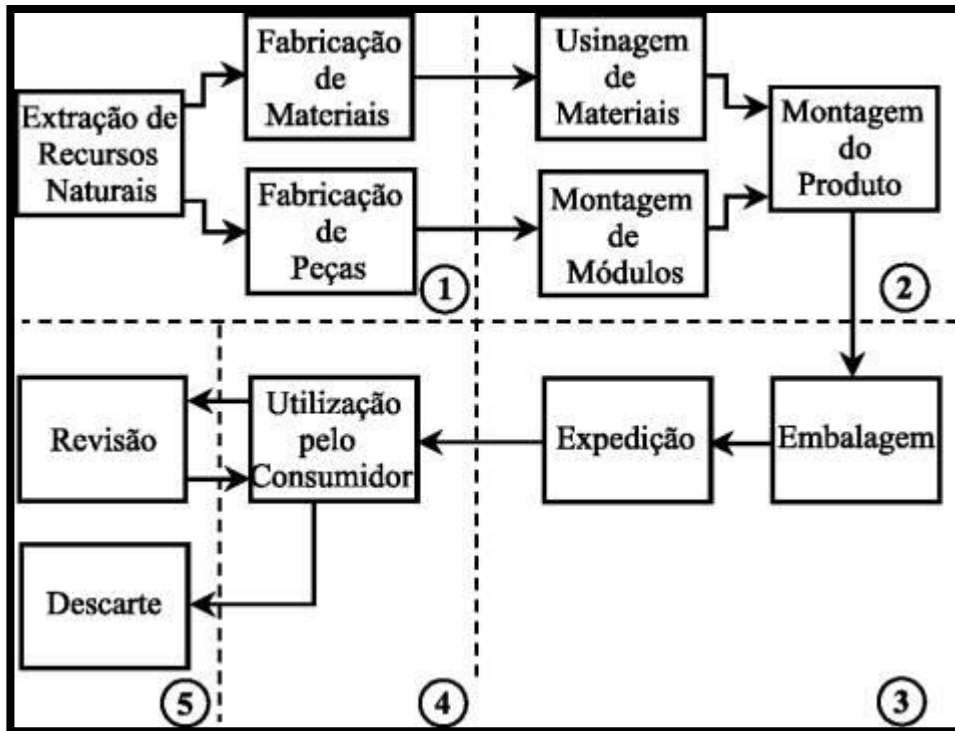 Extração de
Recursos
Naturais
Fabricação
de
Materiais
Fabricação
de
Peças
1
Usinagem
de
Materiais
Montagem
de
Módulos
Montagem
do
Produto
2
Embalagem
Expedição
3
Utilização
pelo
Consumidor
4
Revisão
Descarte
5